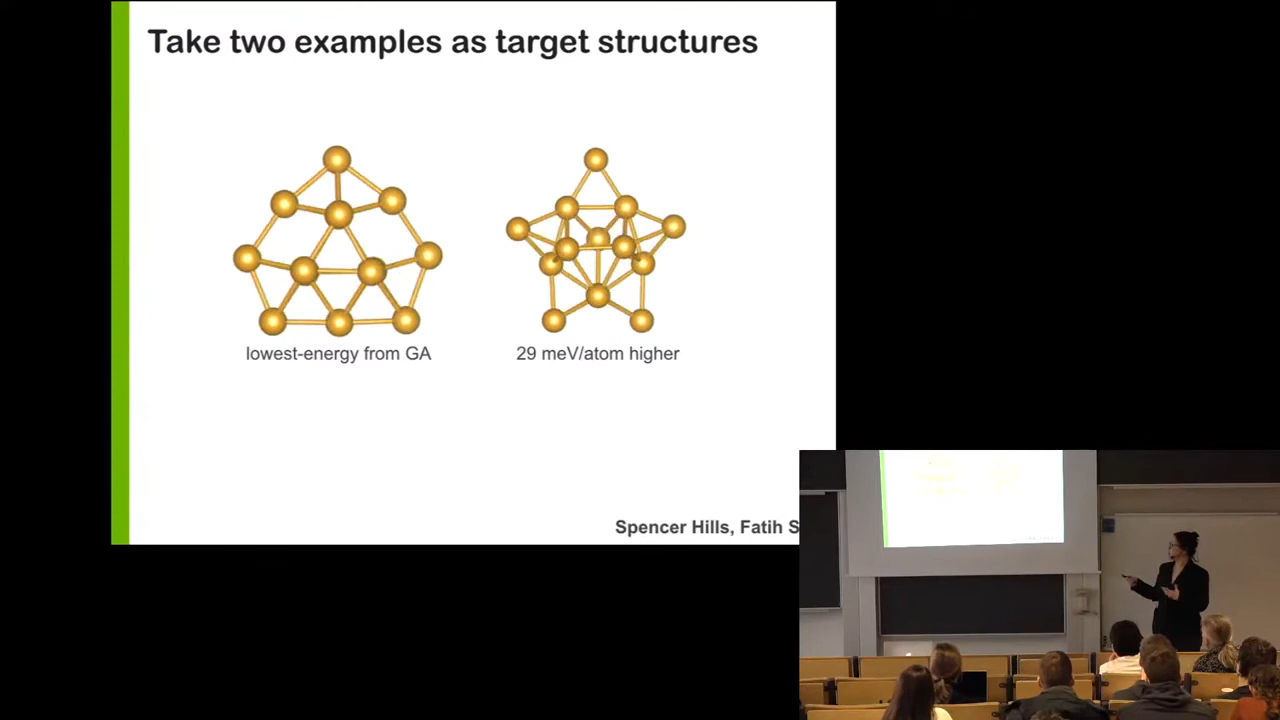 Take two examples as target structures
lowest-energy from GA
29 meV/atom higher
Spencer Hills, Fatih S